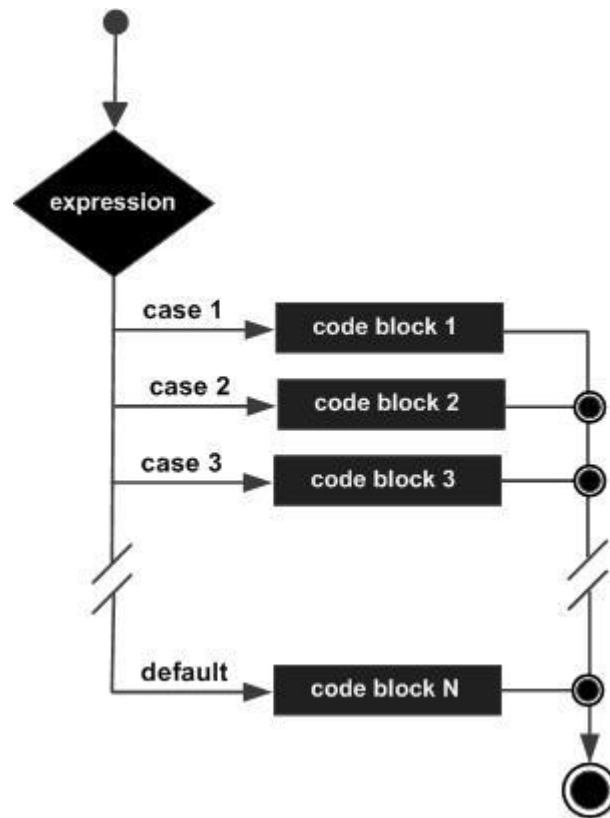 expression
case 1
code block 1
case 2
code block 2
case 3
code block 3
default
code block N